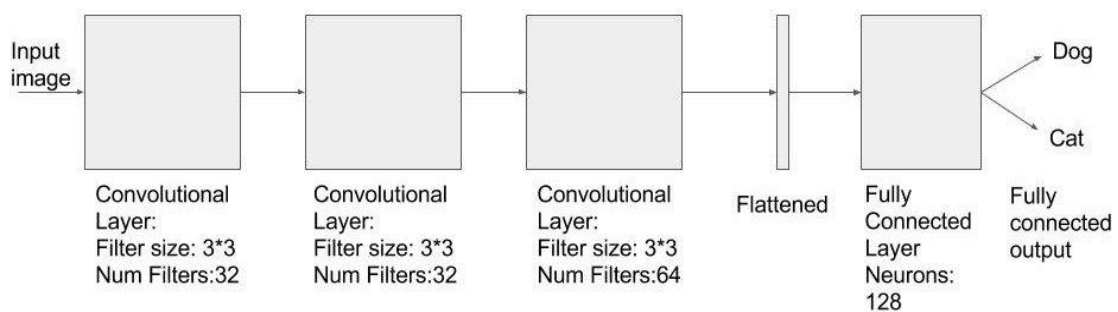 Input
image
Dog
Cat
Convolutional
Layer:
Filter size: 3*3
Num Filters:32
Convolutional
Layer:
Filter size: 3*3
Num Filters:32
Convolutional
Layer:
Filter size: 3*3
Num Filters:64
Flattened
Fully
Connected
Layer
Neurons:
128
Fully
connected
output